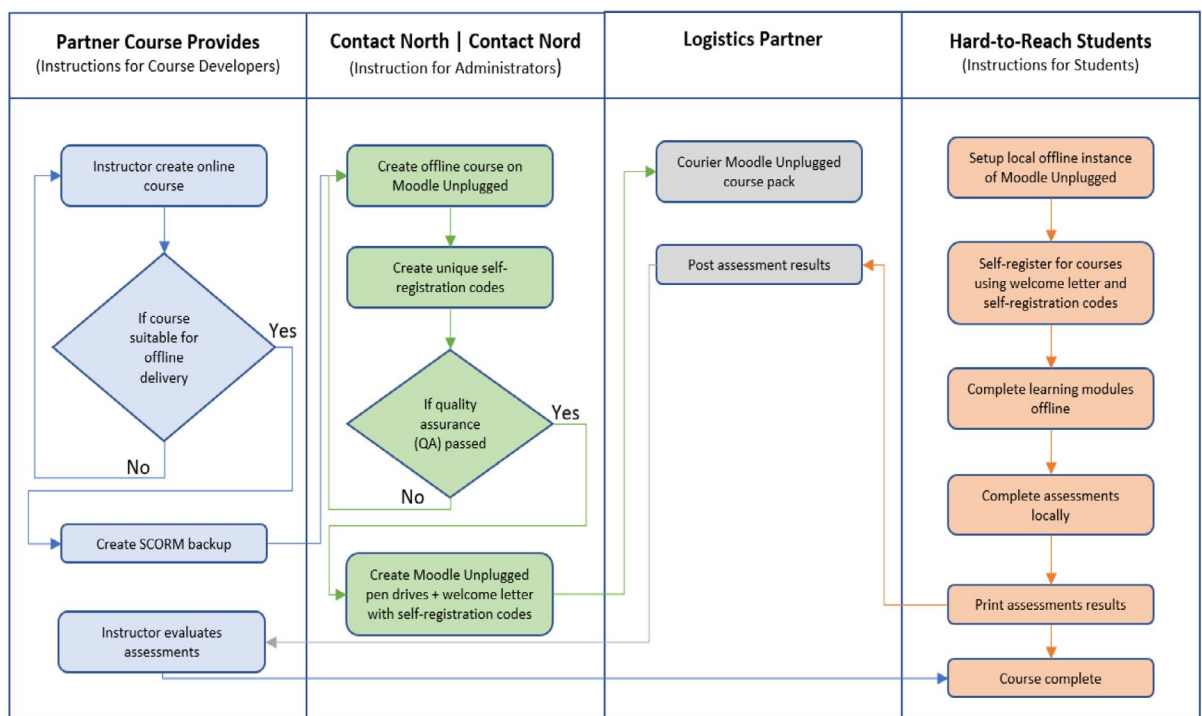 Partner Course Provides
(Instructions for Course Developers)
Contact North | Contact Nord
(Instruction for Administrators)
Logistics Partner
Hard-to-Reach Students
(Instructions for Students)
Instructor create online
course
If course
suitable for
offline
delivery
Yes
No
Create SCORM backup
Instructor evaluates
assessments
Create offline course on
Moodle Unplugged
Create unique self-
registration codes
If quality
assurance
(QA) passed
Yes
No
Create Moodle Unplugged
pen drives + welcome letter
with self-registration codes
Courier Moodle Unplugged
course pack
Post assessment results
Setup local offline instance
of Moodle Unplugged
Self-register for courses
using welcome letter and
self-registration codes
Complete learning modules
offline
Complete assessments
locally
Print assessments results
Course complete